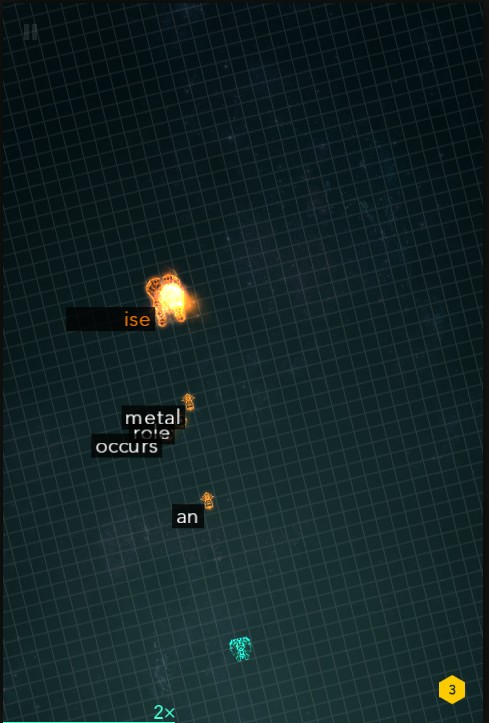 ise
metal
role
occurs
an
3
2×